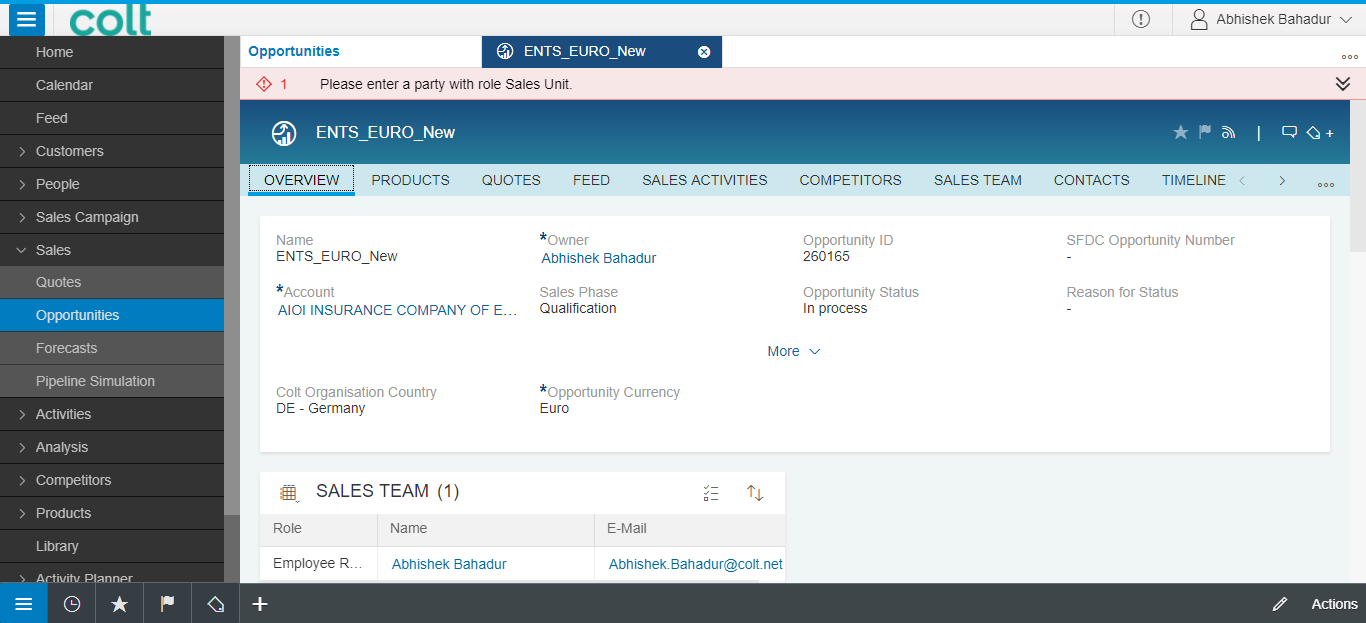 colt
Abhishek Bahadur
Home
Calendar
Feed
Customers
People
Sales Campaign
Sales
Quotes
Opportunities
Forecasts
Pipeline Simulation
Activities
Analysis
Competitors
Products
Library
Activity Planner
Opportunities
ENTS_EURO_New
1 Please enter a party with role Sales Unit.
ENTS_EURO_New
OVERVIEW PRODUCTS QUOTES FEED SALES ACTIVITIES COMPETITORS SALES TEAM CONTACTS TIMELINE
Name *Owner Opportunity ID SFDC Opportunity Number
ENTS_EURO_New Abhishek Bahadur 260165 -
*Account Sales Phase Opportunity Status Reason for Status
AIOI INSURANCE COMPANY OF E... Qualification In process -
More
Colt Organisation Country *Opportunity Currency
DE - Germany Euro
SALES TEAM (1)
Role Name E-Mail
Employee R... Abhishek Bahadur Abhishek.Bahadur@colt.net
Actions